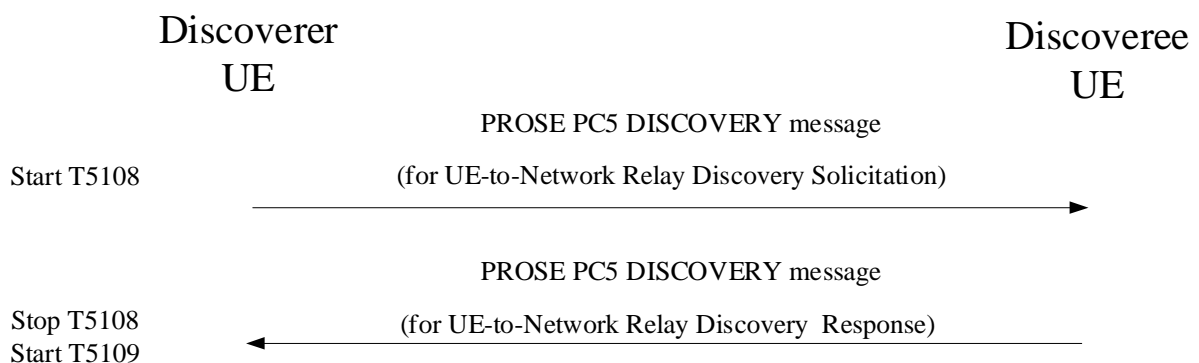 Discoverer
UE
Discoveree
UE
PROSE PC5 DISCOVERY message
Start T5108
(for UE-to-Network Relay Discovery Solicitation)
PROSE PC5 DISCOVERY message
Stop T5108
(for UE-to-Network Relay Discovery  Response)
Start T5109